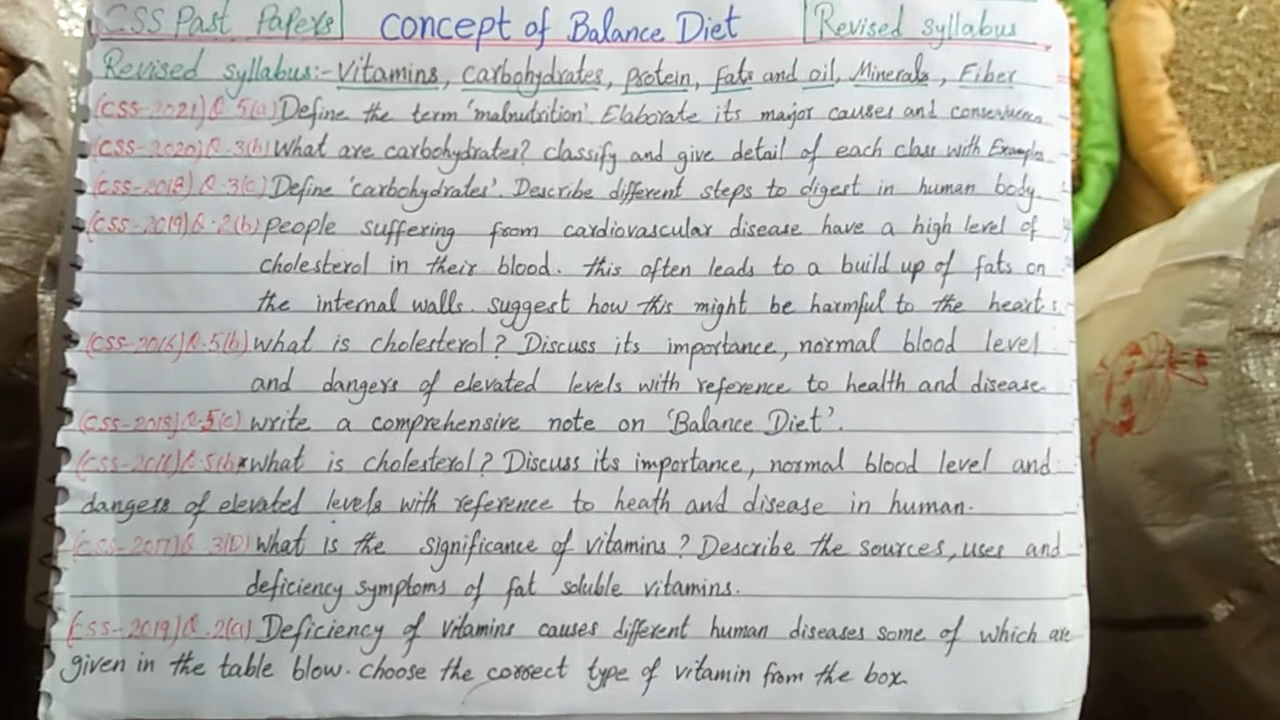 CSS Past Papers Concept of Balance Diet Revised syllabus
Revised syllabus:- Vitamins, carbohydrates, protein, fats and oil, Minerals, Fiber
(CSS-2021)Q.5(a) Define the term 'malnutrition'. Elaborate its major causes and
(CSS-2020)Q.3(b) What are carbohydrates? classify and give detail of each class with Examples
(CSS-2018)Q.3(c) Define 'carbohydrates'. Describe different steps to digest in human body.
(CSS-2019)Q.2(b) people suffering from cardiovascular disease have a high level of
cholesterol in their blood. this often leads to a build up of fats on
the internal walls. suggest how this might be harmful to the heart
(CSS-2016)Q.5(b) what is cholesterol? Discuss its importance, normal blood level
and dangers of elevated levels with reference to health and disease
(CSS-2018)Q.5(c) write a comprehensive note on 'Balance Diet'.
(CSS-2016)Q.5(b) what is cholesterol? Discuss its importance, normal blood level and
dangers of elevated levels with reference to heath and disease in human.
(CSS-2017)Q 3(D) What is the significance of vitamins? Describe the sources, uses and
deficiency symptoms of fat soluble vitamins.
(CSS-2019)Q.2(a) Deficiency of vitamins causes different human diseases some of which are
given in the table blow. choose the correct type of vitamin from the box.